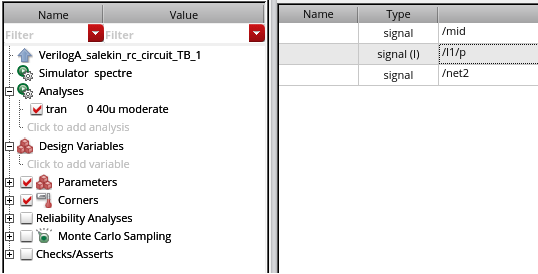 Name Value
Filter Filter
VerilogA_salekin_rc_circuit_TB_1
Simulator spectre
Analyses
tran 0 40u moderate
Click to add analysis
Design Variables
Click to add variable
Parameters
Corners
Reliability Analyses
Monte Carlo Sampling
Checks/Asserts
Name Type
signal /mid
signal (I) /I1/p
signal /net2